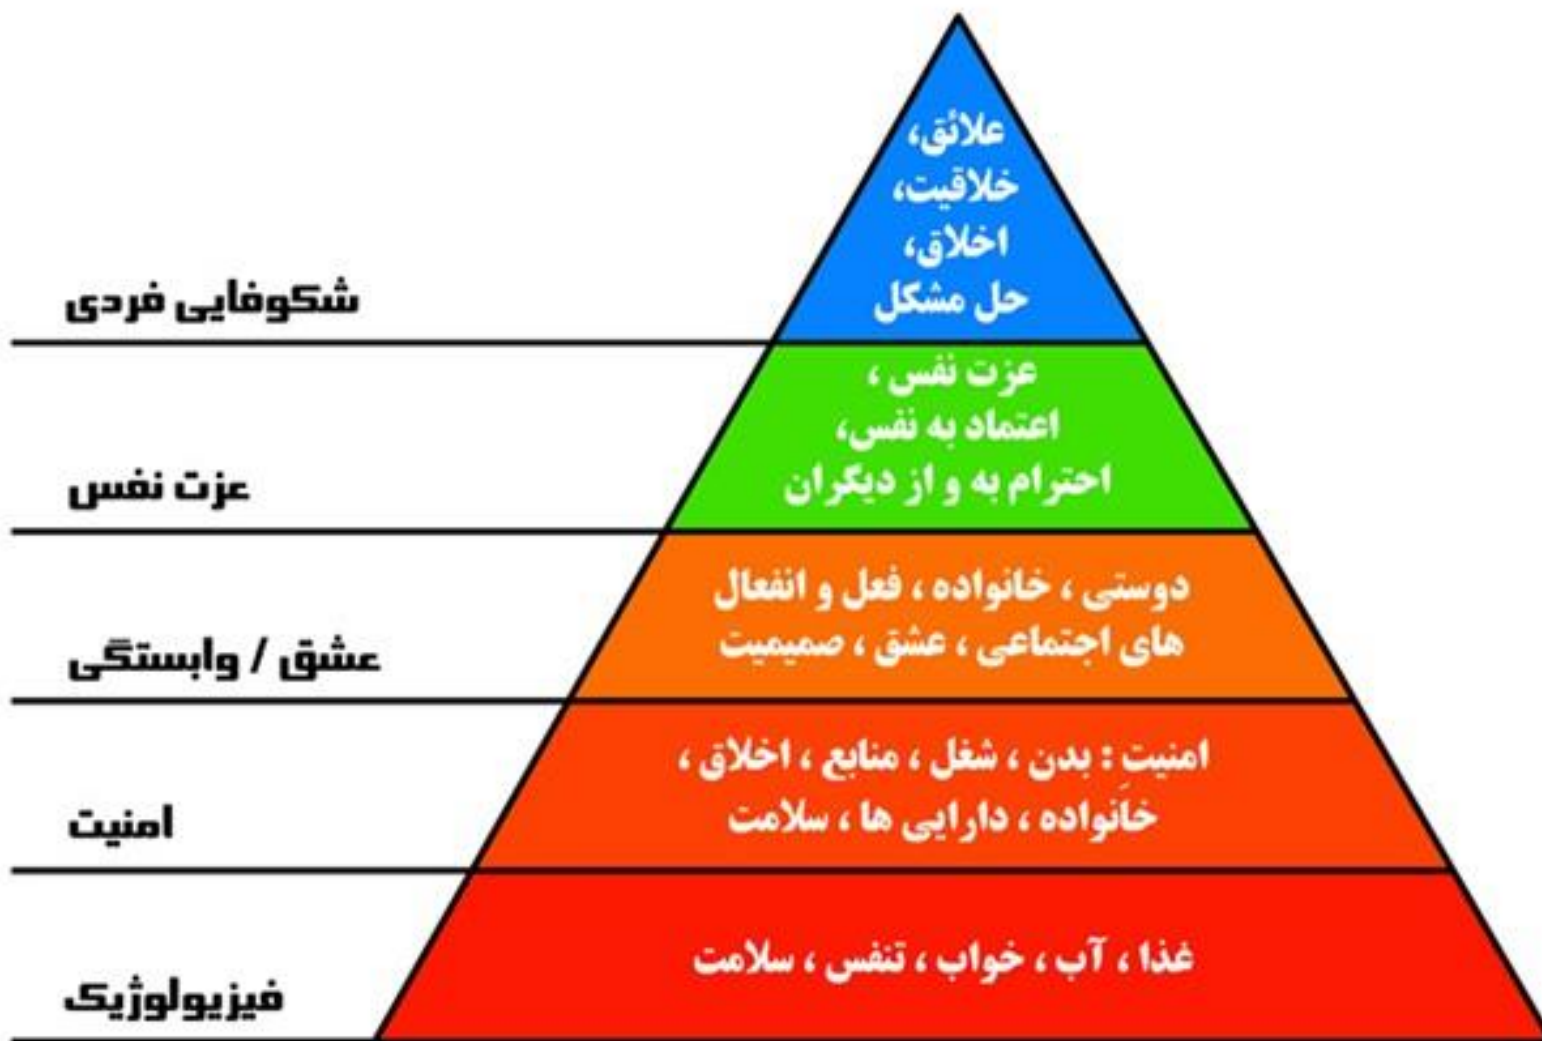 علائق،
خلاقیت،
اخلاق،
حل مشکل
شکوفایی فردی
عزت نفس ،
اعتماد به نفس،
احترام به و از دیگران
عزت نفس
دوستی ، خانواده ، فعل و انفعال
های اجتماعی ، عشق ، صمیمیت
عشق / وابستگی
امنیتِ : بدن ، شغل ، منابع ، اخلاق ،
خانواده ، دارایی ها ، سلامت
امنیت
غذا ، آب ، خواب ، تنفس ، سلامت
فیزیولوژیک